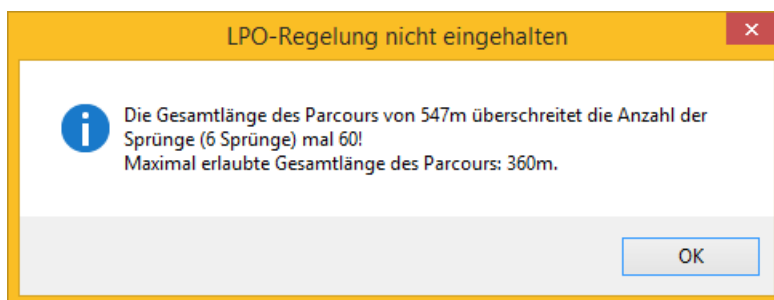 LPO-Regelung nicht eingehalten
Die Gesamtlänge des Parcours von 547m überschreitet die Anzahl der
Sprünge (6 Sprünge) mal 60!
Maximal erlaubte Gesamtlänge des Parcours: 360m.
OK